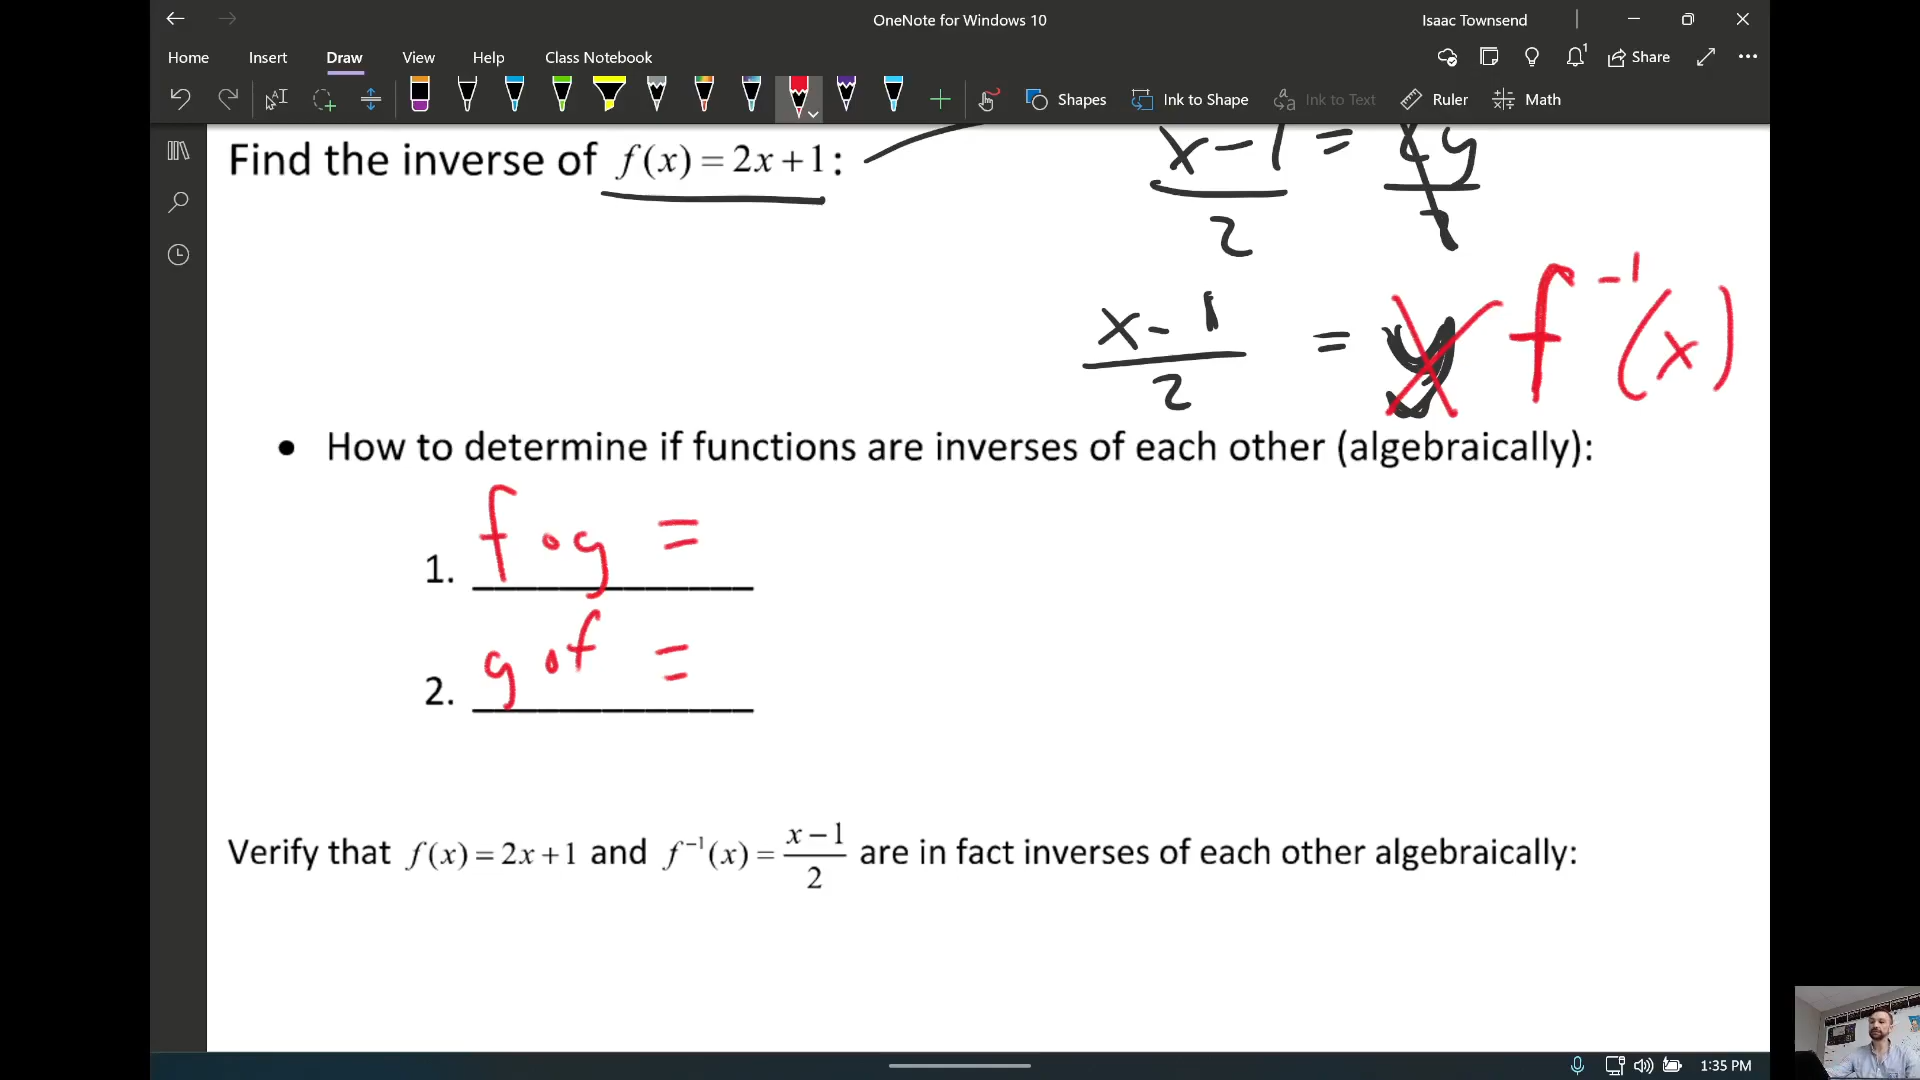 OneNote for Windows 10
Isaac Townsend
Home Insert Draw View Help Class Notebook
1
Share
Shapes Ink to Shape Ink to Text Ruler Math
Find the inverse of f(x) = 2x + 1:
x - 1 = 2y
2 2
x - 1 = y f⁻¹(x)
2
• How to determine if functions are inverses of each other (algebraically):
1. f∘g =
2. g∘f =
Verify that f(x) = 2x + 1 and f⁻¹(x) = (x − 1)/2 are in fact inverses of each other algebraically:
1:35 PM